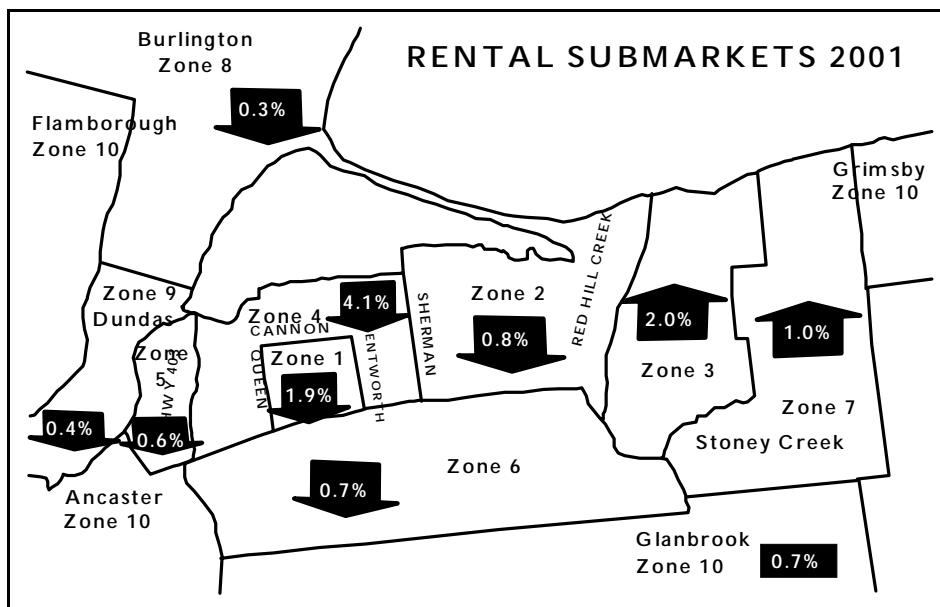 Burlington
Zone 8
RENTAL SUBMARKETS 2001
0.3%
Flamborough
Zone 10
Grimsby
Zone 10
RED HILL CREEK
Zone 9
Dundas
4.1%
Zone 4
CANNON
SHERMAN
Zone 2
2.0%
1.0%
0.8%
Zone
5
HWY 403
QUEEN
Zone 1
ENTWORTH
Zone 3
1.9%
Zone 7
0.4%
0.6%
Stoney Creek
Zone 6
0.7%
Ancaster
Zone 10
Glanbrook
Zone 10
0.7%